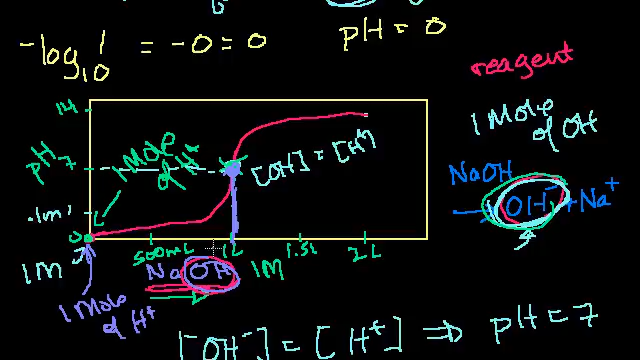 -log₁₀ 1 = -0 = 0
pH = 0
reagent
14
1 Mole of H⁺
pH
7
[OH⁻] = [H⁺]
1 Mole of OH⁻
NaOH
→ OH⁻ + Na⁺
0
1M
500mL
1L
1.5L
2L
NaOH
1M
1 Mole of H⁺
[OH⁻] = [H⁺] ⇒ pH = 7